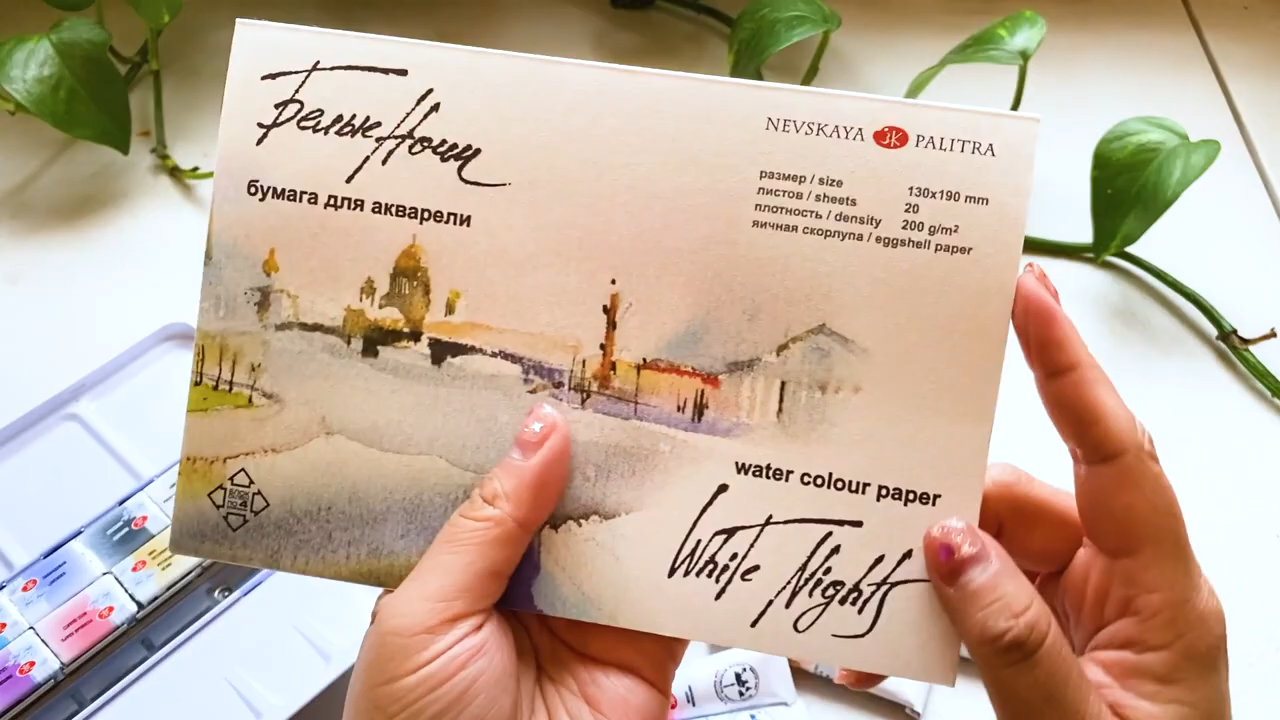 Белые Ночи
бумага для акварели
NEVSKAYA ЗК PALITRA
размер / size 130x190 mm
листов / sheets 20
плотность / density 200 g/m²
яичная скорлупа / eggshell paper
water colour paper
White Nights